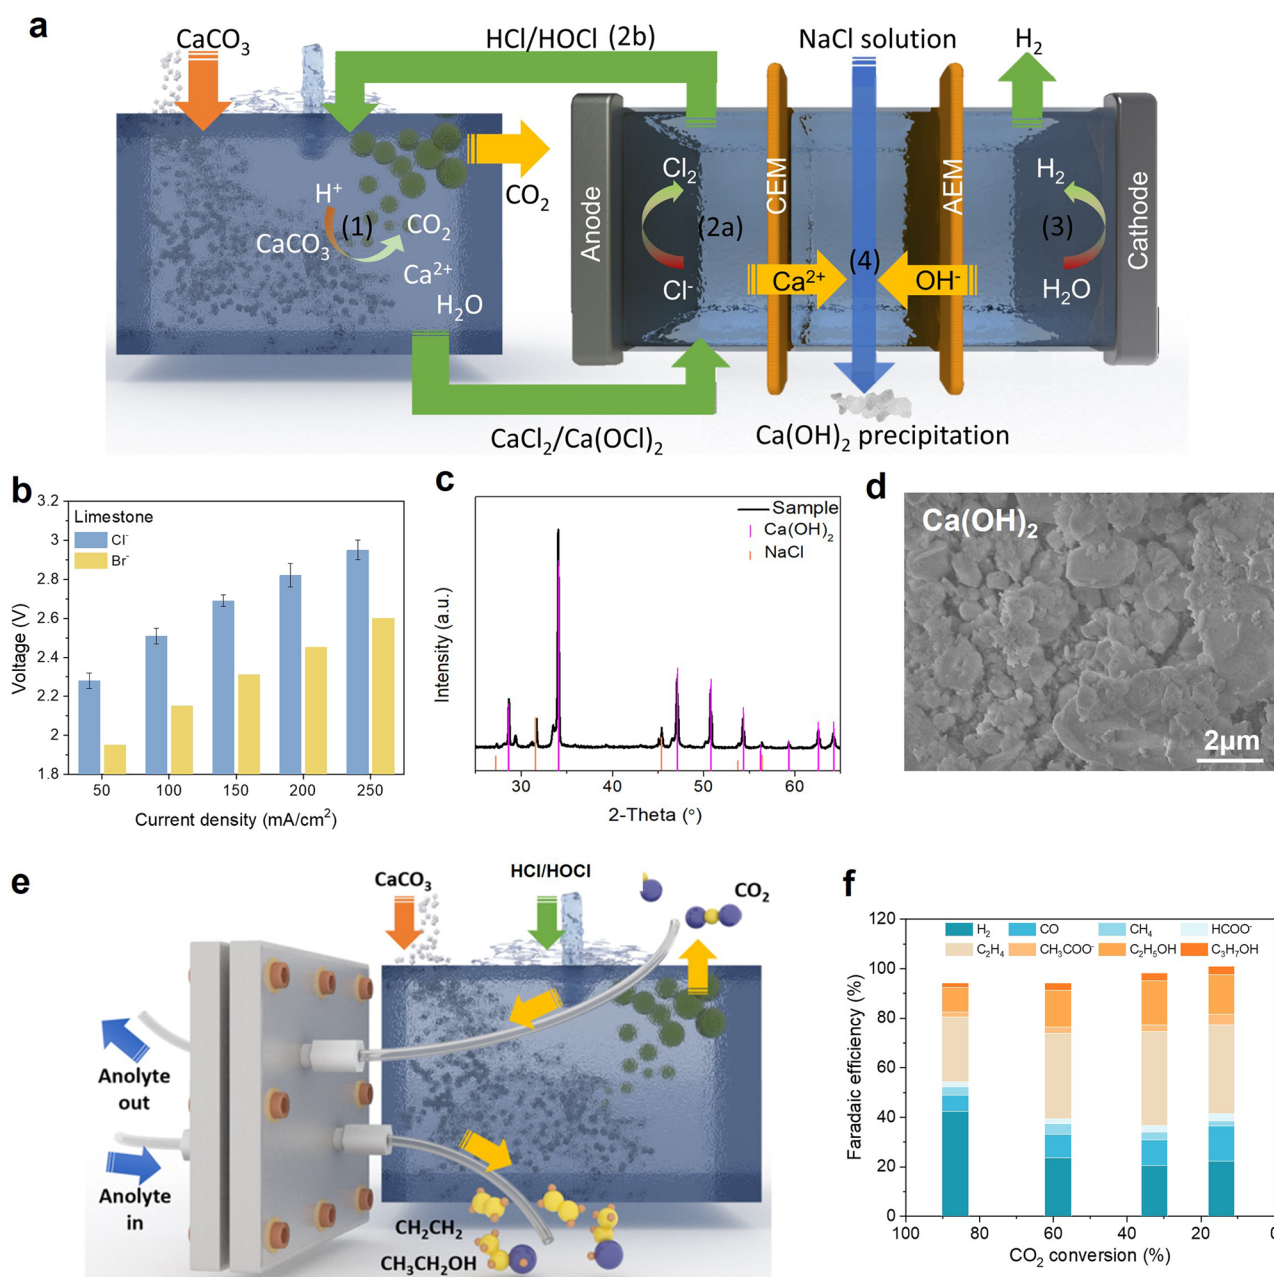 a
CaCO₃
HCl/HOCl (2b)
NaCl solution
H₂
CO₂
H⁺
(1)
CaCO₃
CO₂
Ca²⁺
H₂O
Anode
Cl₂
(2a)
Cl⁻
CEM
Ca²⁺
(4)
OH⁻
AEM
H₂
(3)
H₂O
Cathode
CaCl₂/Ca(OCl)₂
Ca(OH)₂ precipitation
b
Limestone
Cl⁻
Br⁻
Voltage (V)
3.2
3
2.8
2.6
2.4
2.2
2
1.8
50 100 150 200 250
Current density (mA/cm²)
c
Sample
Ca(OH)₂
NaCl
Intensity (a.u.)
30 40 50 60
2-Theta (°)
d
Ca(OH)₂
2μm
e
CaCO₃
HCl/HOCl
CO₂
Anolyte
out
Anolyte
in
CH₂CH₂
CH₃CH₂OH
f
H₂ CO CH₄ HCOO⁻
C₂H₄ CH₃COO⁻ C₂H₅OH C₃H₇OH
Faradaic efficiency (%)
120
100
80
60
40
20
0
100 80 60 40 20 0
CO₂ conversion (%)